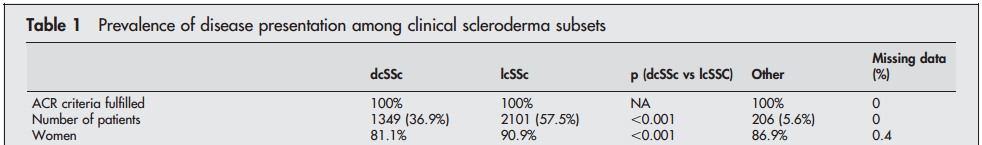 Table 1 Prevalence of disease presentation among clinical scleroderma subsets
dcSSc lcSSc p (dcSSc vs lcSSC) Other Missing data (%)
ACR criteria fulfilled 100% 100% NA 100% 0
Number of patients 1349 (36.9%) 2101 (57.5%) <0.001 206 (5.6%) 0
Women 81.1% 90.9% <0.001 86.9% 0.4